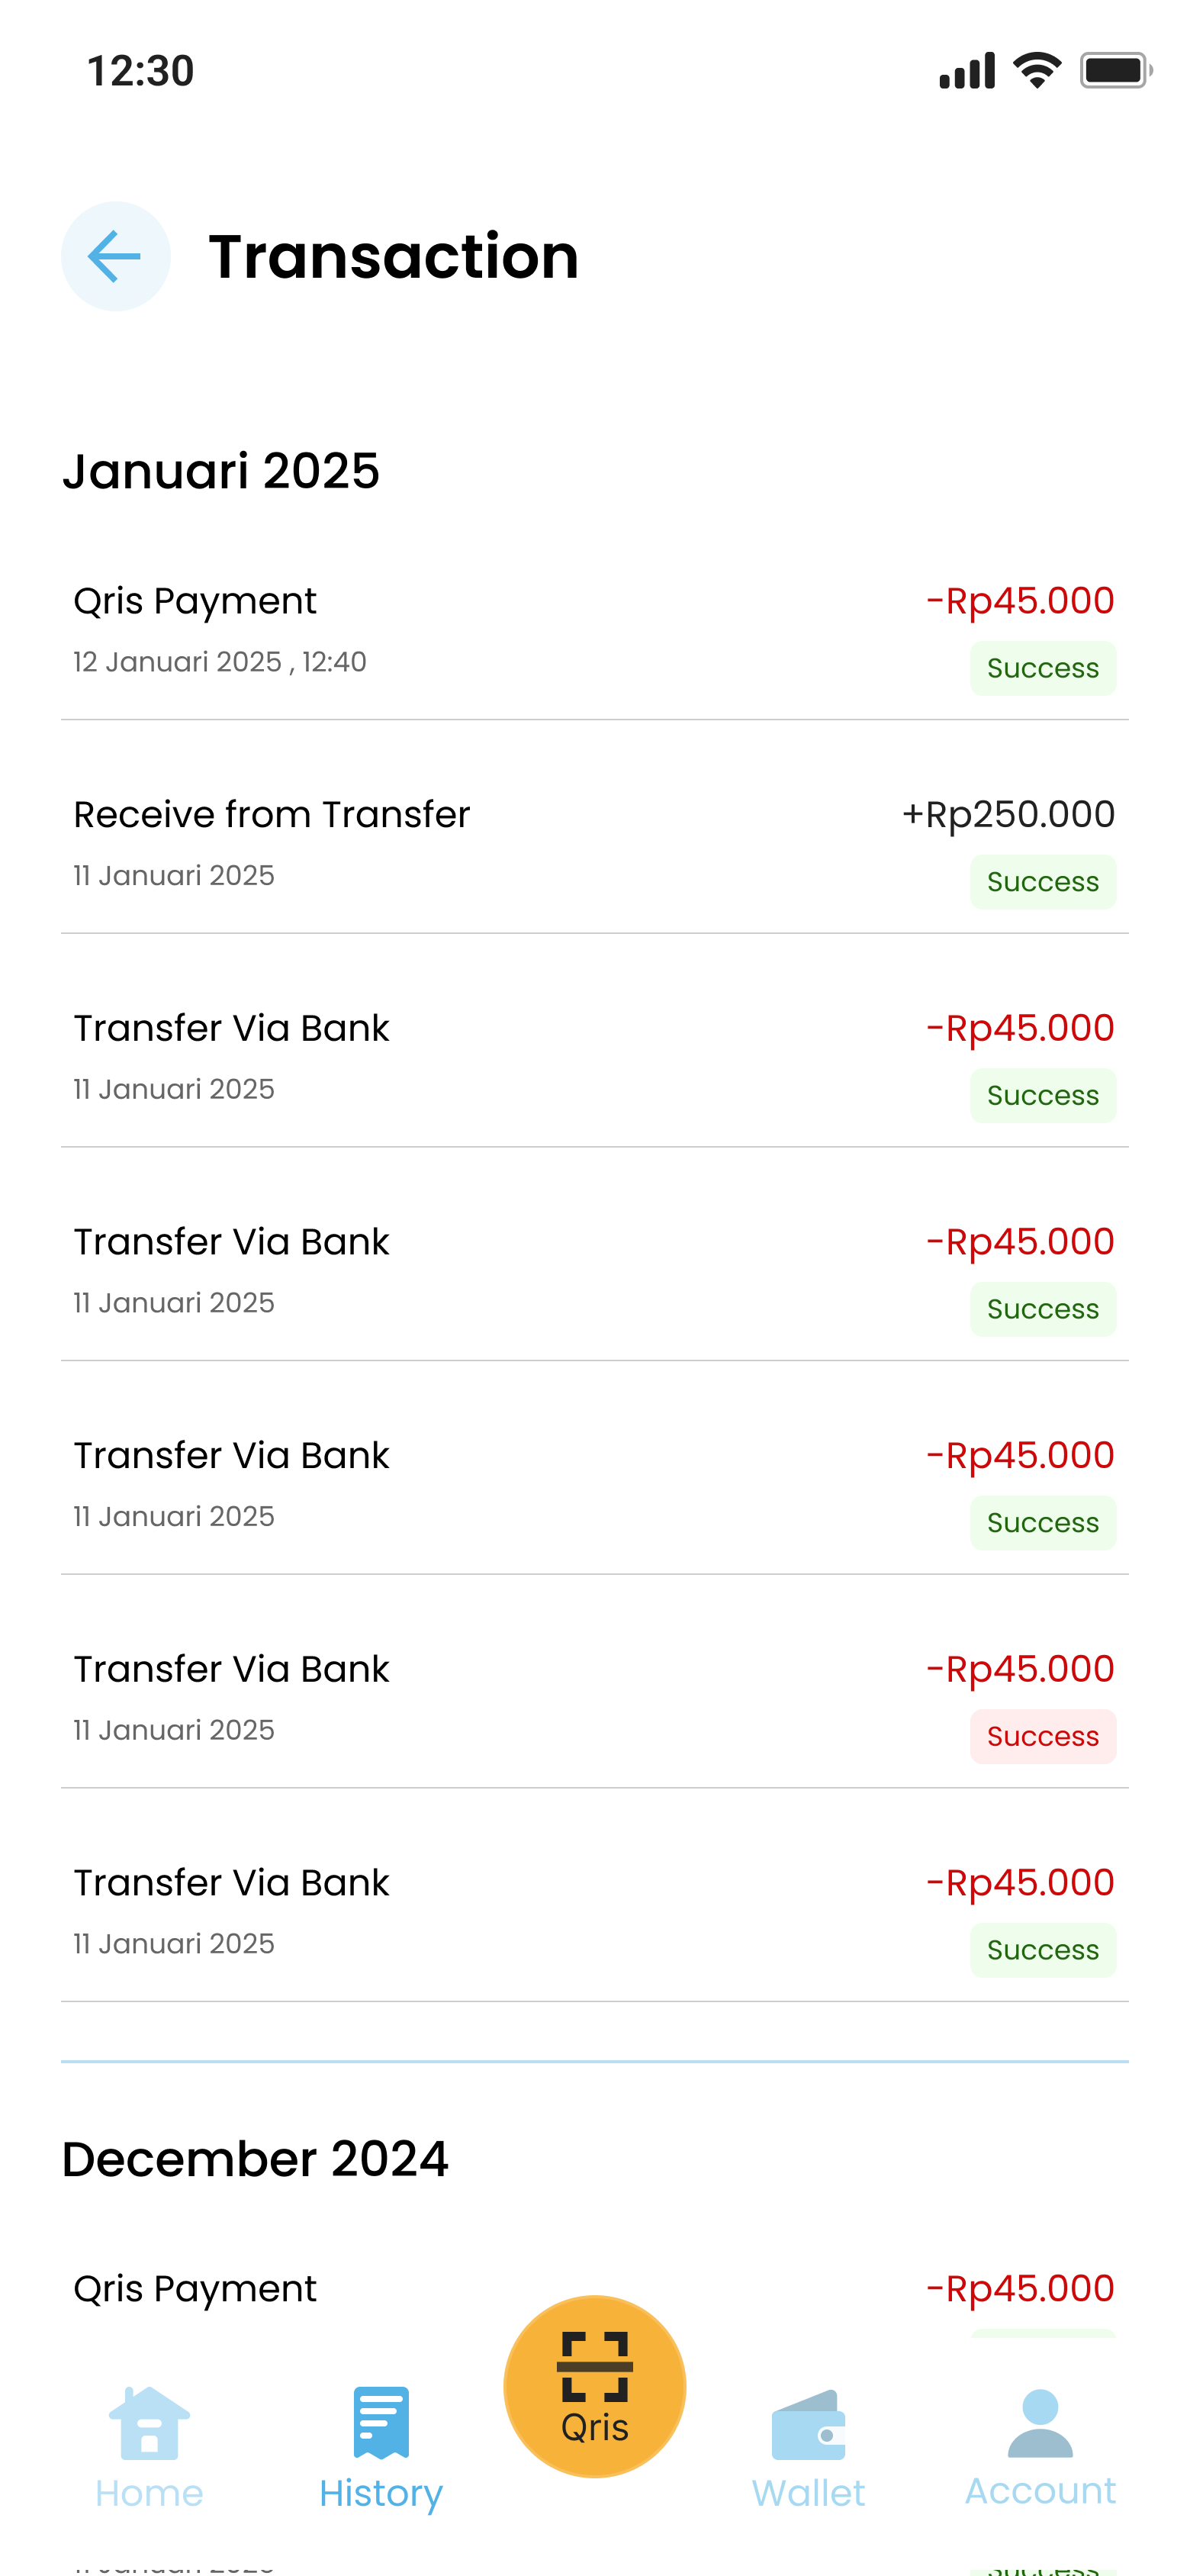 12:30
Transaction
Januari 2025
Qris Payment
-Rp45.000
12 Januari 2025 , 12:40
Success
Receive from Transfer
+Rp250.000
11 Januari 2025
Success
Transfer Via Bank
-Rp45.000
11 Januari 2025
Success
Transfer Via Bank
-Rp45.000
11 Januari 2025
Success
Transfer Via Bank
-Rp45.000
11 Januari 2025
Success
Transfer Via Bank
-Rp45.000
11 Januari 2025
Success
Transfer Via Bank
-Rp45.000
11 Januari 2025
Success
December 2024
Qris Payment
-Rp45.000
Qris
Home
History
Wallet
Account